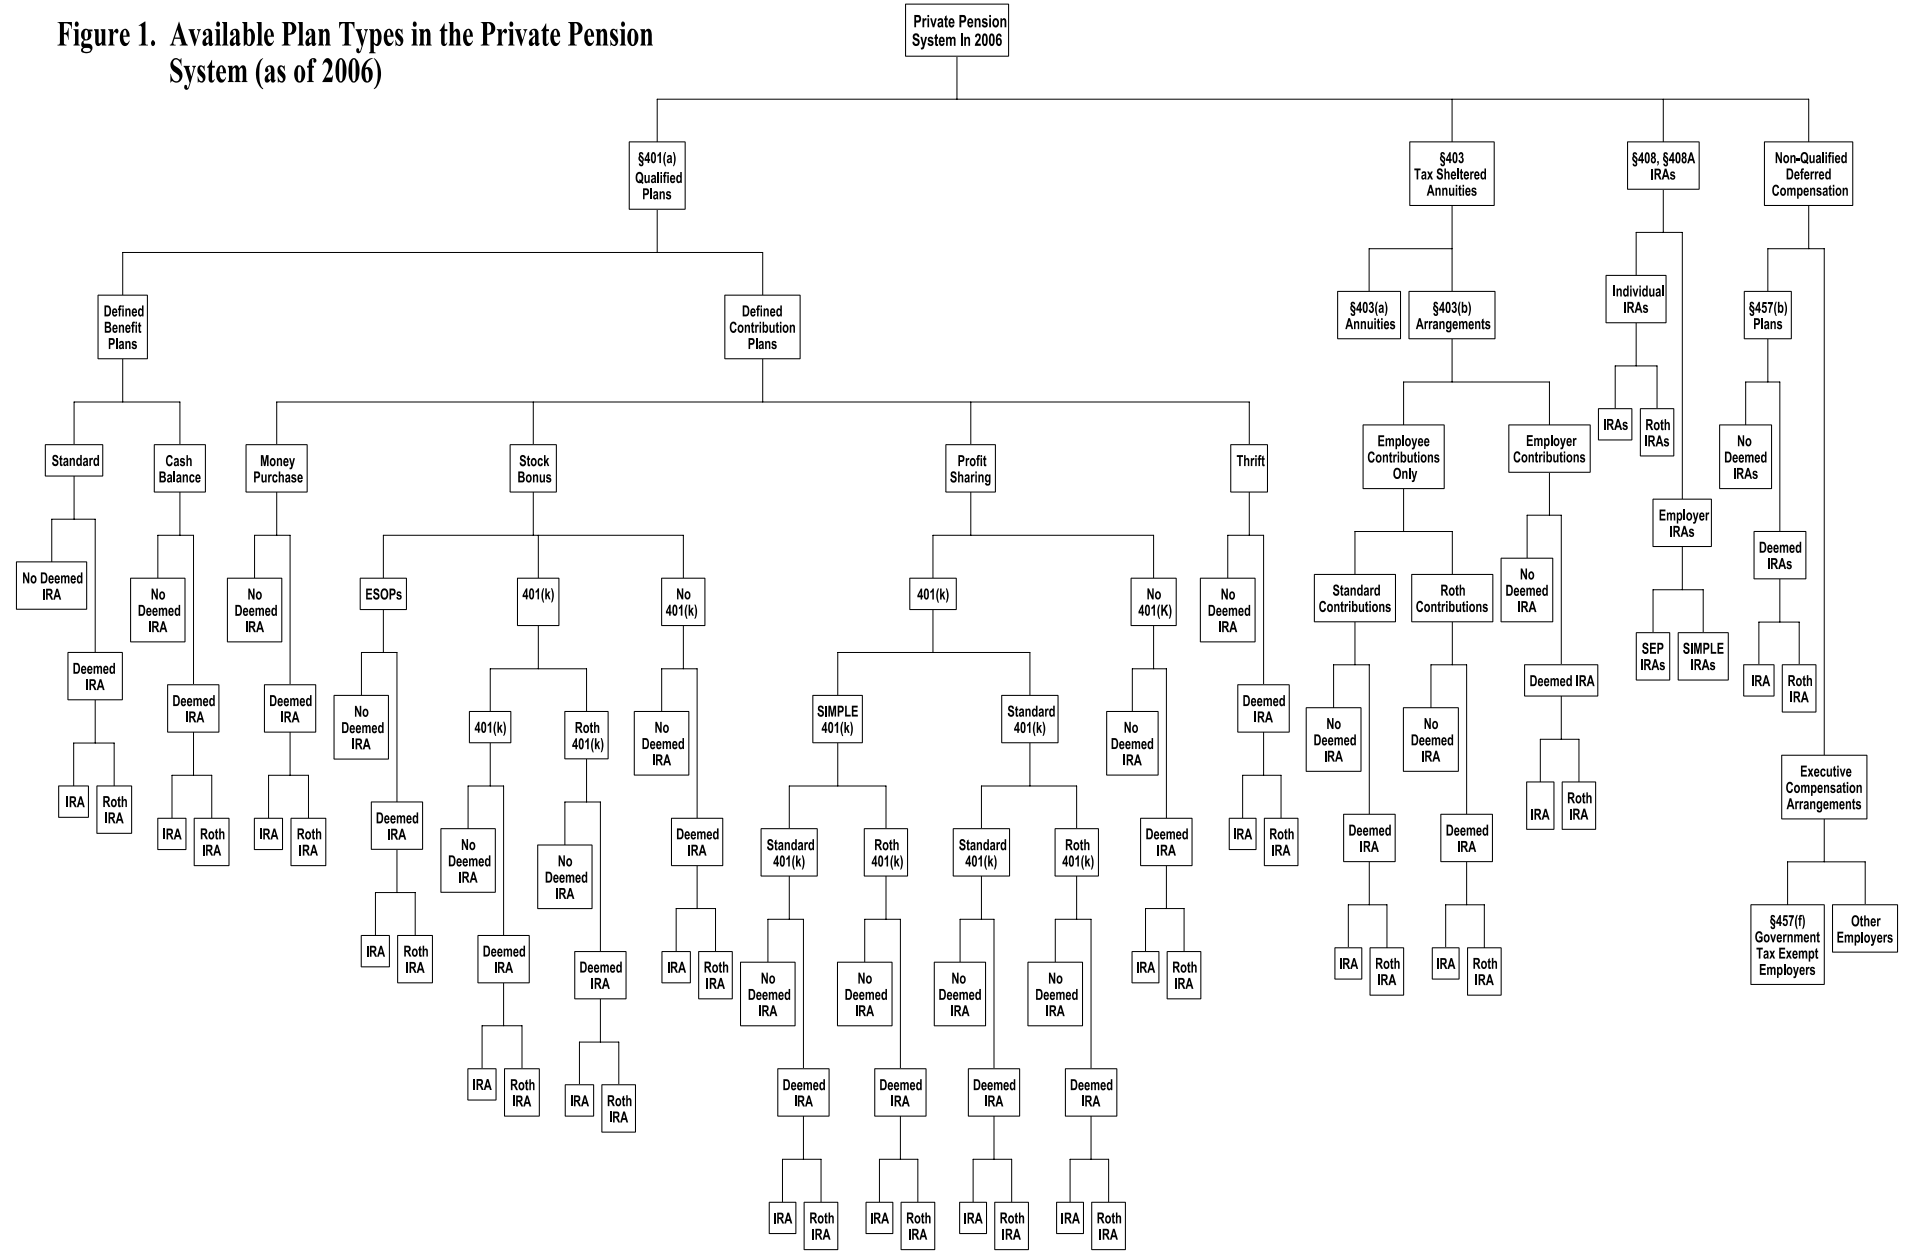 Figure 1. Available Plan Types in the Private Pension
System (as of 2006)
Private Pension
System In 2006
§401(a)
Qualified
Plans
§403
Tax Sheltered
Annuities
§408, §408A
IRAs
Non-Qualified
Deferred
Compensation
Defined
Benefit
Plans
Defined
Contribution
Plans
§403(a)
Annuities
§403(b)
Arrangements
Individual
IRAs
§457(b)
Plans
Standard
Cash
Balance
Money
Purchase
Stock
Bonus
Profit
Sharing
Thrift
Employee
Contributions
Only
Employer
Contributions
IRAs
Roth
IRAs
No
Deemed
IRAs
Employer
IRAs
Deemed
IRAs
No Deemed
IRA
No
Deemed
IRA
No
Deemed
IRA
ESOPs
401(k)
No
401(k)
401(k)
No
401(K)
No
Deemed
IRA
Standard
Contributions
Roth
Contributions
No
Deemed
IRA
SEP
IRAs
SIMPLE
IRAs
IRA
Roth
IRA
Deemed
IRA
Deemed
IRA
Deemed
IRA
No
Deemed
IRA
401(k)
Roth
401(k)
No
Deemed
IRA
SIMPLE
401(k)
Standard
401(k)
No
Deemed
IRA
Deemed
IRA
No
Deemed
IRA
No
Deemed
IRA
Deemed IRA
Executive
Compensation
Arrangements
IRA
Roth
IRA
IRA
Roth
IRA
IRA
Roth
IRA
Deemed
IRA
No
Deemed
IRA
No
Deemed
IRA
Deemed
IRA
Standard
401(k)
Roth
401(k)
Standard
401(k)
Roth
401(k)
Deemed
IRA
IRA
Roth
IRA
Deemed
IRA
Deemed
IRA
IRA
Roth
IRA
IRA
Roth
IRA
Deemed
IRA
Deemed
IRA
IRA
Roth
IRA
No
Deemed
IRA
No
Deemed
IRA
No
Deemed
IRA
No
Deemed
IRA
IRA
Roth
IRA
IRA
Roth
IRA
IRA
Roth
IRA
§457(f)
Government
Tax Exempt
Employers
Other
Employers
IRA
Roth
IRA
IRA
Roth
IRA
Deemed
IRA
Deemed
IRA
Deemed
IRA
Deemed
IRA
IRA
Roth
IRA
IRA
Roth
IRA
IRA
Roth
IRA
IRA
Roth
IRA